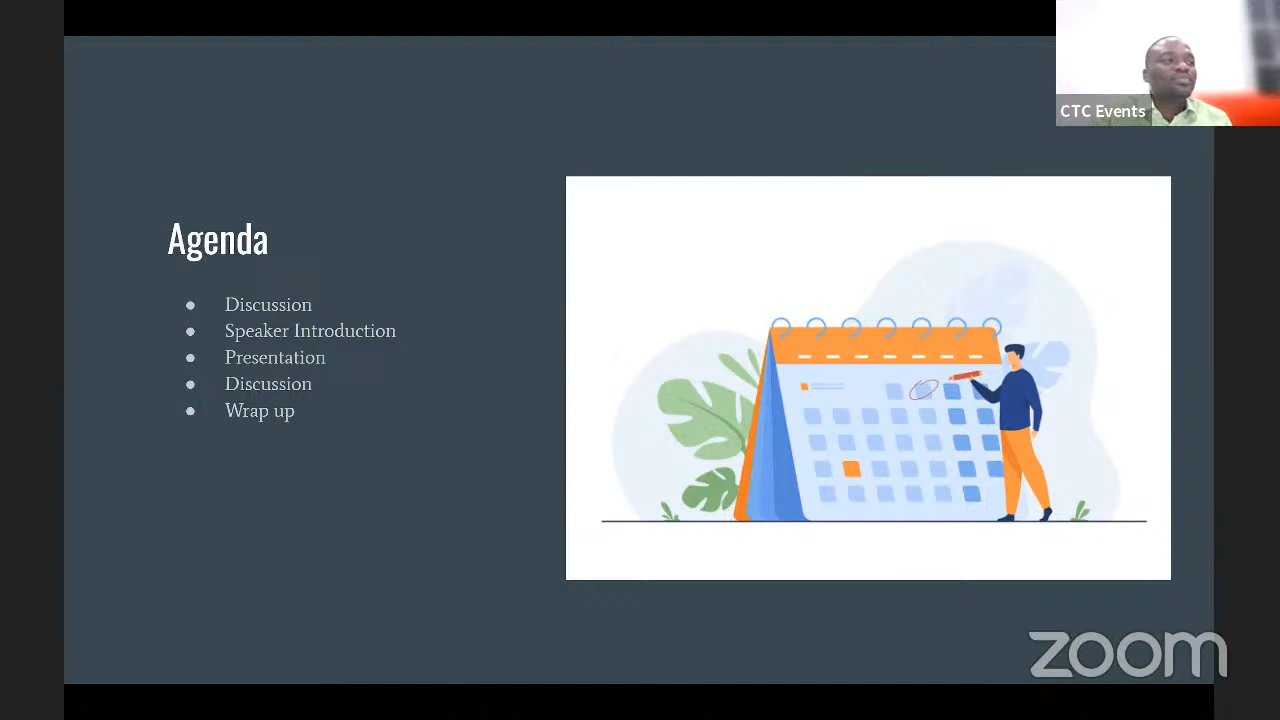 CTC Events
Agenda
● Discussion
● Speaker Introduction
● Presentation
● Discussion
● Wrap up
zoom